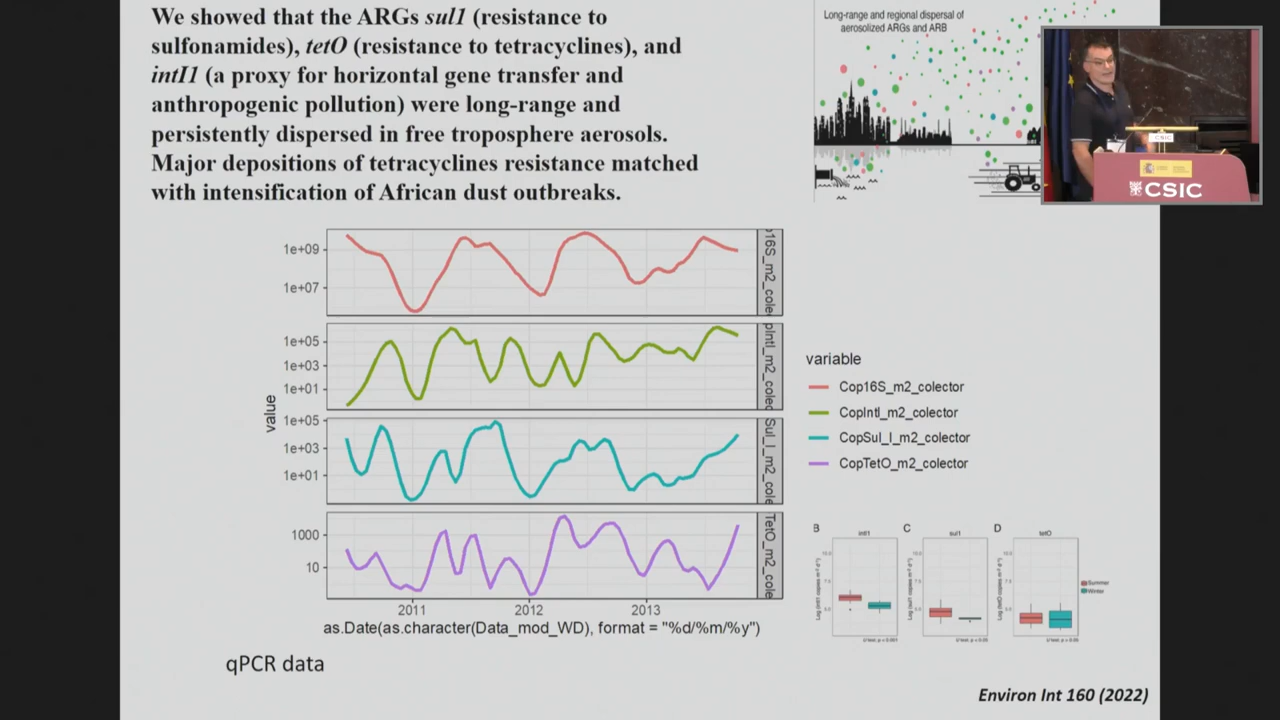 We showed that the ARGs sul1 (resistance to
sulfonamides), tetO (resistance to tetracyclines), and
intI1 (a proxy for horizontal gene transfer and
anthropogenic pollution) were long-range and
persistently dispersed in free troposphere aerosols.
Major depositions of tetracyclines resistance matched
with intensification of African dust outbreaks.
Long-range and regional dispersal of
aerosolized ARGs and ARB
CSIC
CSIC
1e+09
1e+07
16S_m2_cole
1e+05
1e+03
1e+01
IntI_m2_colec
1e+05
1e+03
1e+01
Sul_I_m2_cole
1000
10
TetO_m2_cole
value
2011 2012 2013
as.Date(as.character(Data_mod_WD), format = "%d/%m/%y")
variable
Cop16S_m2_colector
CopIntI_m2_colector
CopSul_I_m2_colector
CopTetO_m2_colector
B C D
intI1 sul1 tetO
Summer
Winter
qPCR data
Environ Int 160 (2022)